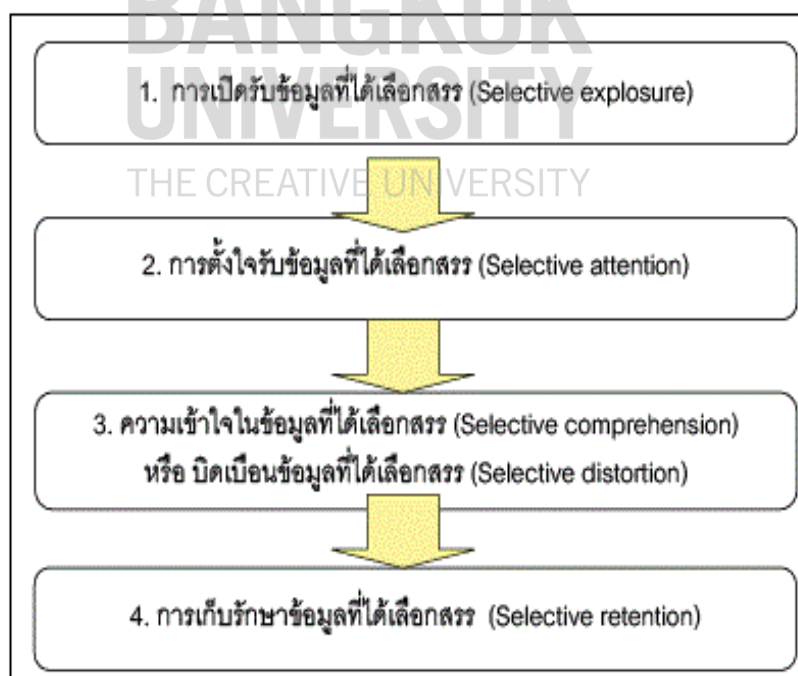 BANGKOK
UNIVERSITY
THE CREATIVE UNIVERSITY
1. การเปิดรับข้อมูลที่ได้เลือกสรร (Selective explosure)
2. การตั้งใจรับข้อมูลที่ได้เลือกสรร (Selective attention)
3. ความเข้าใจในข้อมูลที่ได้เลือกสรร (Selective comprehension)
หรือ บิดเบือนข้อมูลที่ได้เลือกสรร (Selective distortion)
4. การเก็บรักษาข้อมูลที่ได้เลือกสรร (Selective retention)